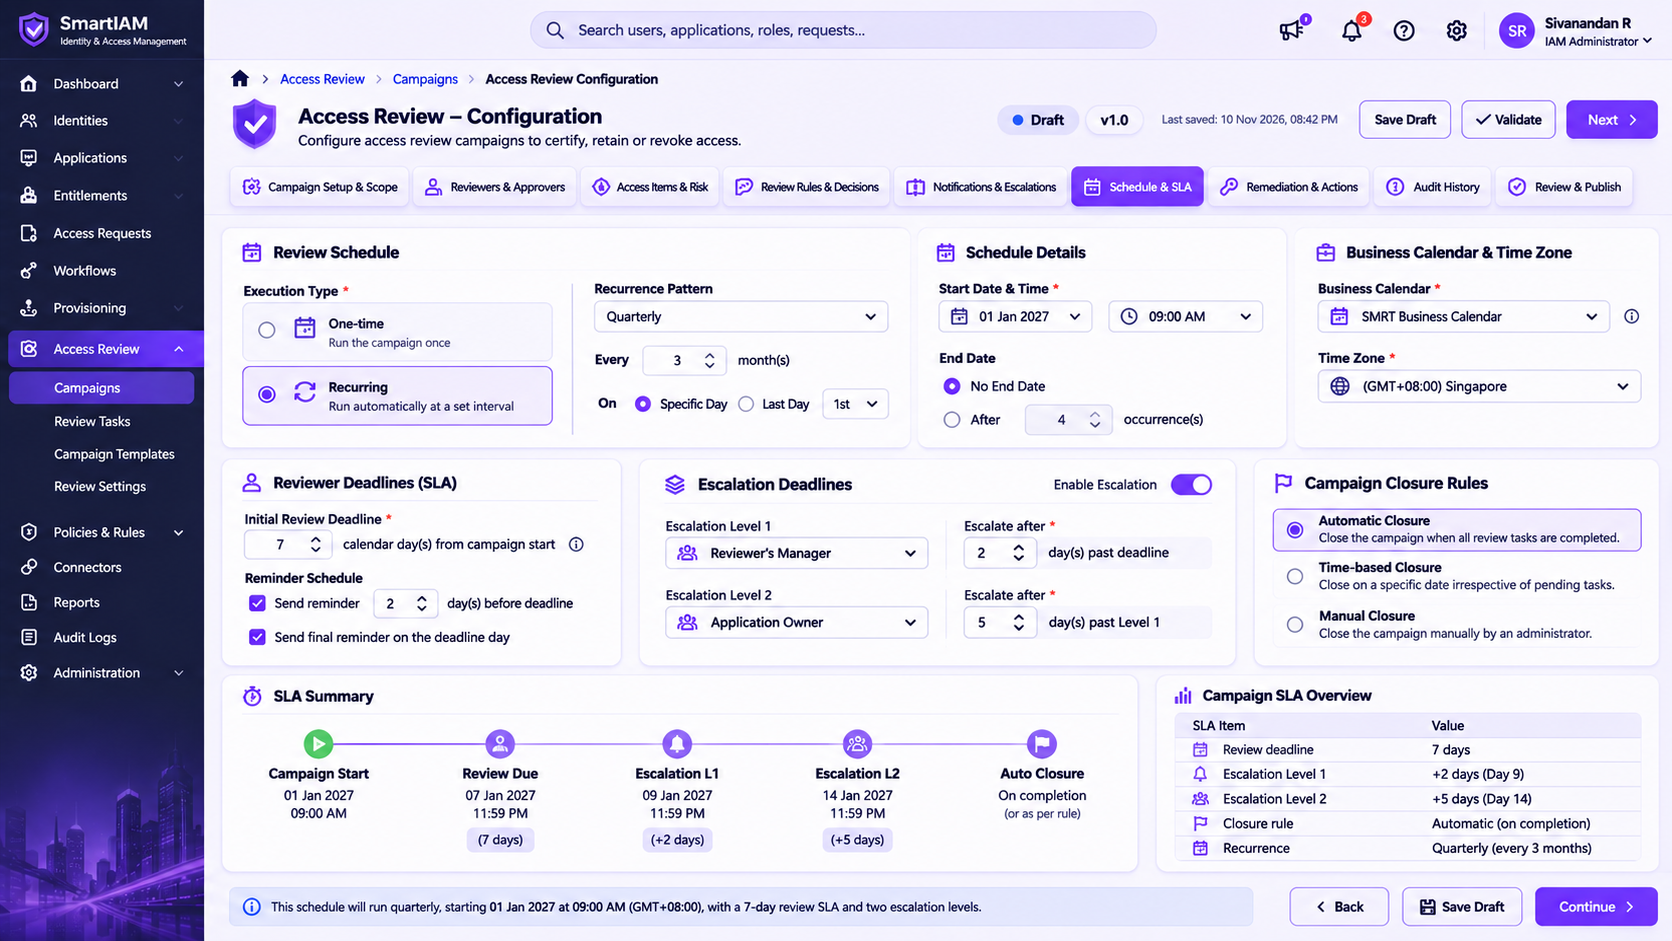 SmartIAM
Identity & Access Management
Search users, applications, roles, requests...
3
SR
Sivanandan R
IAM Administrator
Dashboard
Identities
Applications
Entitlements
Access Requests
Workflows
Provisioning
Access Review
Campaigns
Review Tasks
Campaign Templates
Review Settings
Policies & Rules
Connectors
Reports
Audit Logs
Administration
Access Review
Campaigns
Access Review Configuration
Access Review – Configuration
Configure access review campaigns to certify, retain or revoke access.
Draft
v1.0
Last saved: 10 Nov 2026, 08:42 PM
Save Draft
Validate
Next
Campaign Setup & Scope
Reviewers & Approvers
Access Items & Risk
Review Rules & Decisions
Notifications & Escalations
Schedule & SLA
Remediation & Actions
Audit History
Review & Publish
Review Schedule
Execution Type *
One-time
Run the campaign once
Recurring
Run automatically at a set interval
Recurrence Pattern
Quarterly
Every 3 month(s)
On Specific Day Last Day 1st
Schedule Details
Start Date & Time *
01 Jan 2027 09:00 AM
End Date
No End Date
After 4 occurrence(s)
Business Calendar & Time Zone
Business Calendar *
SMRT Business Calendar
Time Zone *
(GMT+08:00) Singapore
Reviewer Deadlines (SLA)
Initial Review Deadline *
7 calendar day(s) from campaign start
Reminder Schedule
Send reminder 2 day(s) before deadline
Send final reminder on the deadline day
Escalation Deadlines
Enable Escalation
Escalation Level 1
Reviewer's Manager
Escalate after *
2 day(s) past deadline
Escalation Level 2
Application Owner
Escalate after *
5 day(s) past Level 1
Campaign Closure Rules
Automatic Closure
Close the campaign when all review tasks are completed.
Time-based Closure
Close on a specific date irrespective of pending tasks.
Manual Closure
Close the campaign manually by an administrator.
SLA Summary
Campaign Start
01 Jan 2027
09:00 AM
Review Due
07 Jan 2027
11:59 PM
(7 days)
Escalation L1
09 Jan 2027
11:59 PM
(+2 days)
Escalation L2
14 Jan 2027
11:59 PM
(+5 days)
Auto Closure
On completion
(or as per rule)
Campaign SLA Overview
SLA Item Value
Review deadline 7 days
Escalation Level 1 +2 days (Day 9)
Escalation Level 2 +5 days (Day 14)
Closure rule Automatic (on completion)
Recurrence Quarterly (every 3 months)
This schedule will run quarterly, starting 01 Jan 2027 at 09:00 AM (GMT+08:00), with a 7-day review SLA and two escalation levels.
Back
Save Draft
Continue